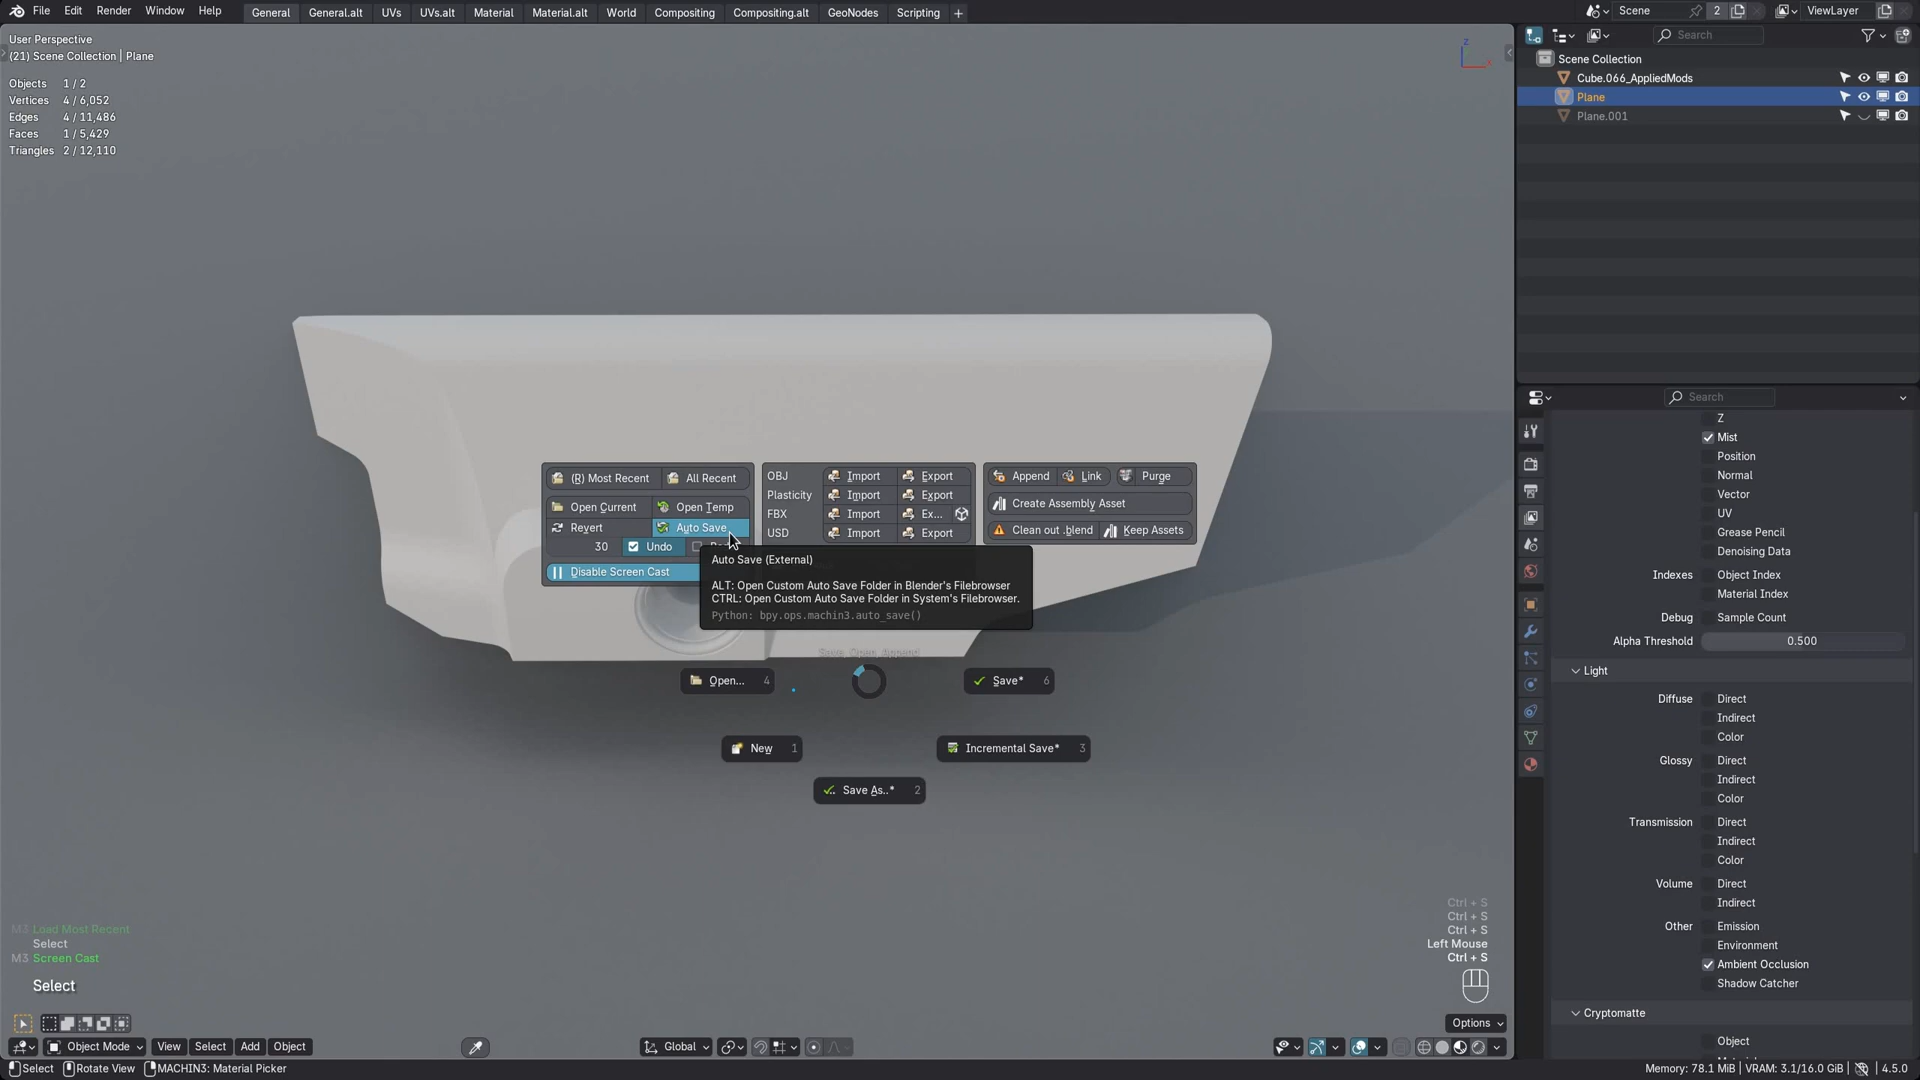 File Edit Render Window Help General General.alt UVs UVs.alt Material Material.alt World Compositing Compositing.alt GeoNodes Scripting + Scene 2 ViewLayer
User Perspective
(21) Scene Collection | Plane
Objects 1 / 2
Vertices 4 / 6,052
Edges 4 / 11,486
Faces 1 / 5,429
Triangles 2 / 12,110
Z
X
Search
Scene Collection
Cube.066_AppliedMods
Plane
Plane.001
(R) Most Recent All Recent
Open Current Open Temp
Revert Auto Save
30 Undo
Disable Screen Cast
OBJ Import Export
Plasticity Import Export
FBX Import Ex...
USD Import Export
Append Link Purge
Create Assembly Asset
Clean out .blend Keep Assets
Auto Save (External)
ALT: Open Custom Auto Save Folder in Blender's Filebrowser
CTRL: Open Custom Auto Save Folder in System's Filebrowser.
Python: bpy.ops.machin3.auto_save()
Save, Open, Append
Open... 4
Save* 6
New 1
Incremental Save* 3
Save As..* 2
Search
Z
Mist
Position
Normal
Vector
UV
Grease Pencil
Denoising Data
Indexes Object Index
Material Index
Debug Sample Count
Alpha Threshold 0.500
Light
Diffuse Direct
Indirect
Color
Glossy Direct
Indirect
Color
Transmission Direct
Indirect
Color
Volume Direct
Indirect
Other Emission
Environment
Ambient Occlusion
Shadow Catcher
Cryptomatte
Object
M3 Load Most Recent
Select
M3 Screen Cast
Select
Ctrl + S
Ctrl + S
Ctrl + S
Left Mouse
Ctrl + S
Options
Object Mode View Select Add Object Global
Select Rotate View MACHIN3: Material Picker Memory: 78.1 MiB | VRAM: 3.1/16.0 GiB 4.5.0